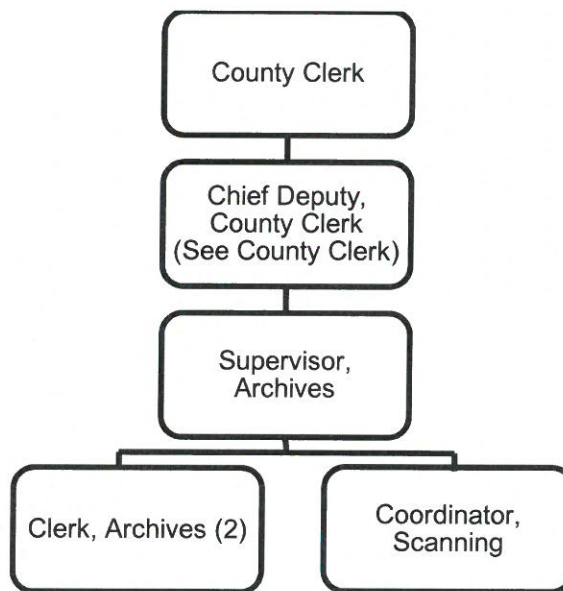 County Clerk
Chief Deputy,
County Clerk
(See County Clerk)
Supervisor,
Archives
Clerk, Archives (2)
Coordinator,
Scanning